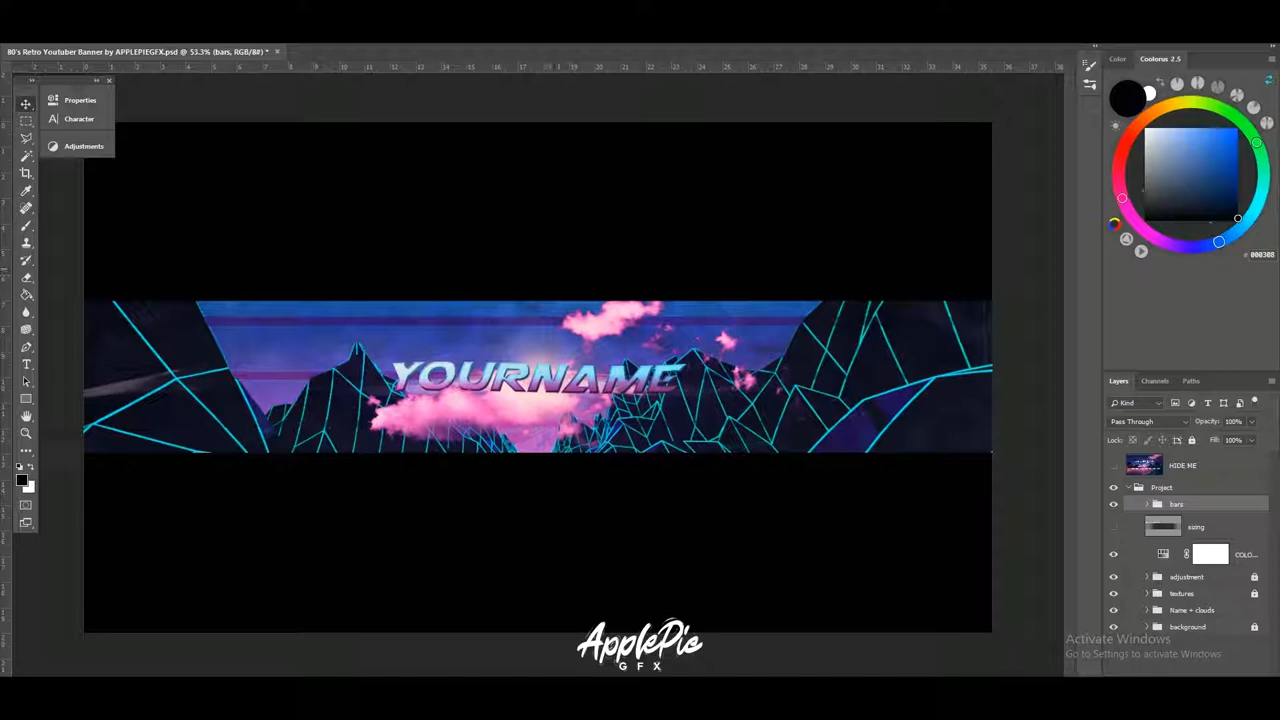 80's Retro Youtuber Banner by APPLEPIEGFX.psd @ 53.3% (bars, RGB/8#) *
Properties
Character
Adjustments
YOURNAME
ApplePie
GFX
Color
Coolorus 2.5
000308
Layers
Channels
Paths
Kind
Pass Through
Opacity: 100%
Lock:
Fill: 100%
HIDE ME
Project
bars
sizing
COLO...
adjustment
textures
Name + clouds
background
Activate Windows
Go to Settings to activate Windows.